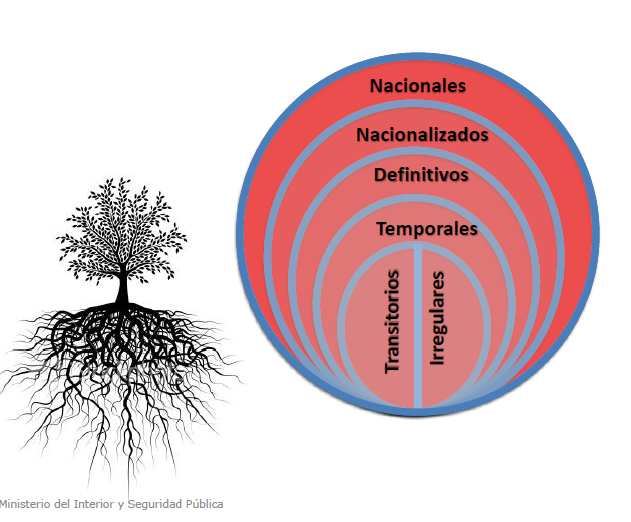 Nacionales
Nacionalizados
Definitivos
Temporales
Transitorios
Irregulares
Ministerio del Interior y Seguridad Pública